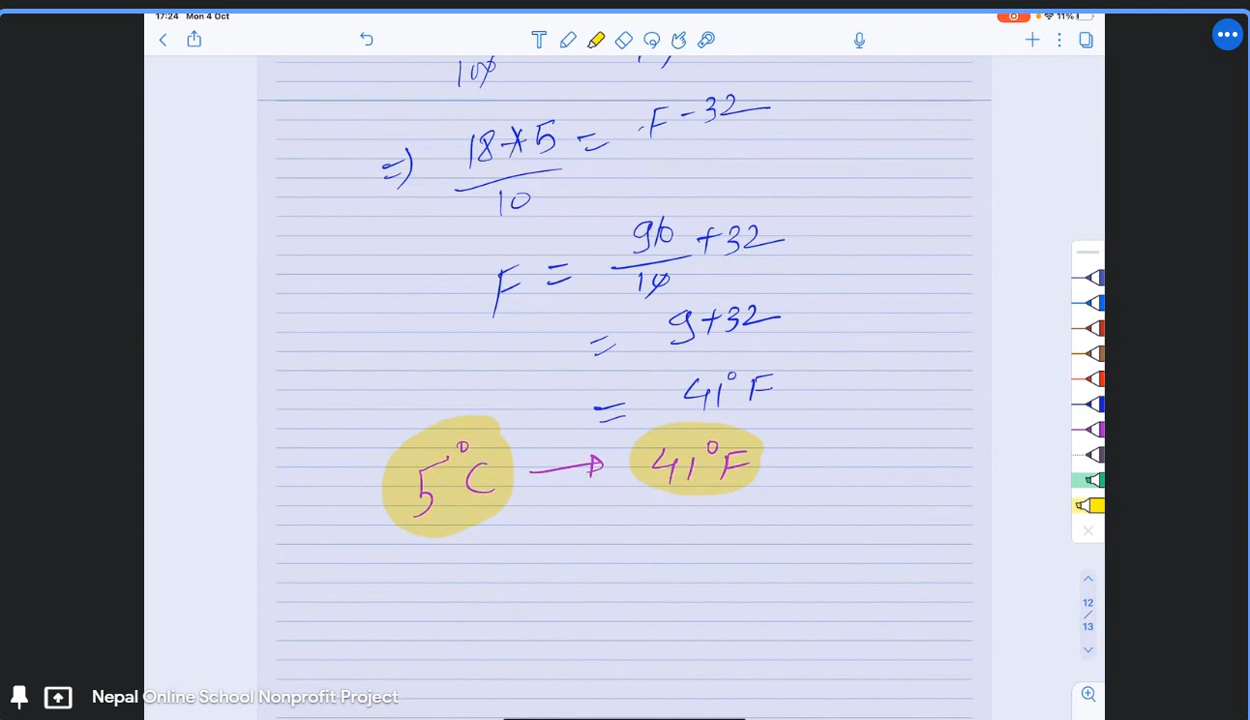 17:24 Mon 4 Oct
11%
T
10
=) 18*5 = F-32
10
F = 90 +32
10
= 9+32
= 41°F
5°C → 41°F
12
/
13
Nepal Online School Nonprofit Project